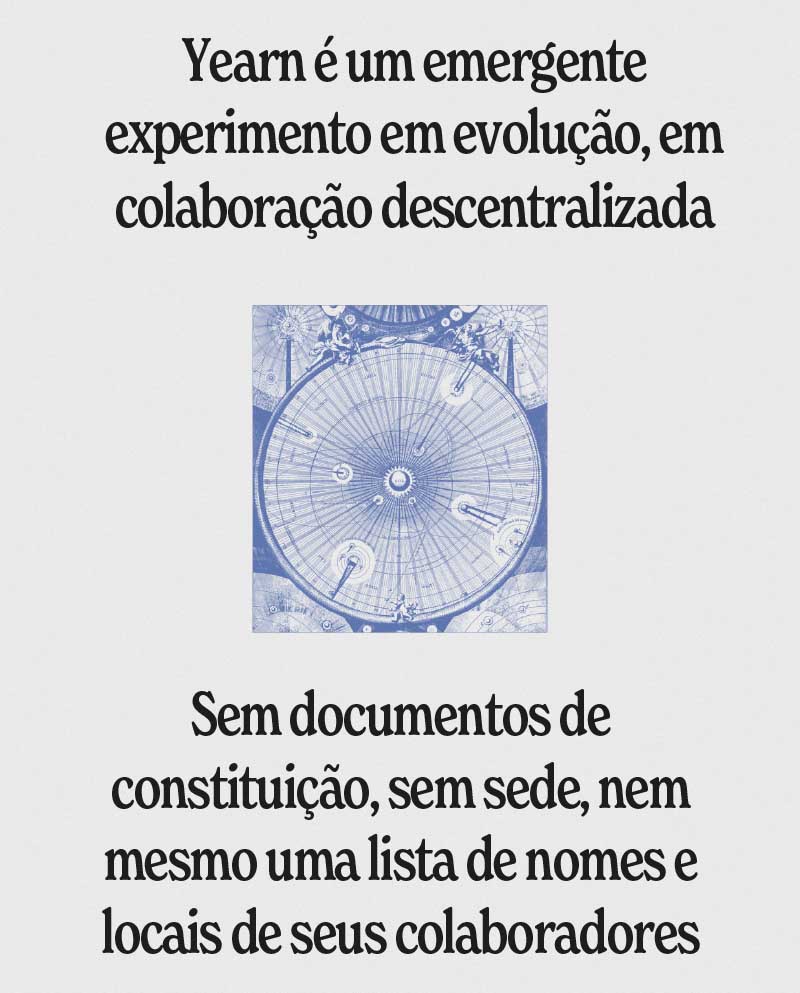 Yearn é um emergente
experimento em evolução, em
colaboração descentralizada
Sem documentos de
constituição, sem sede, nem
mesmo uma lista de nomes e
locais de seus colaboradores